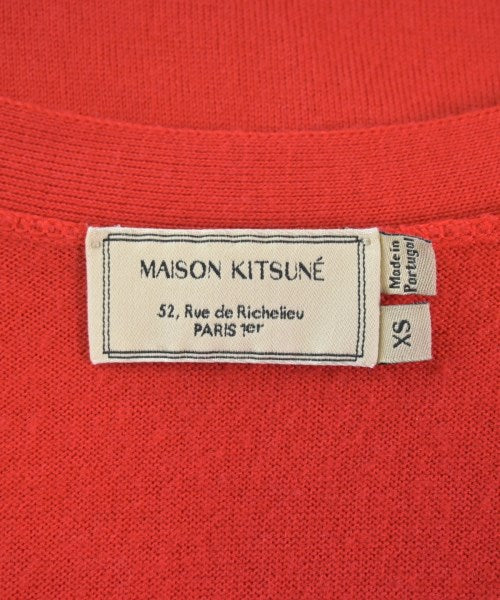 MAISON KITSUNÉ
52, Rue de Richelieu
PARIS 1er
Made in
Portugal
XS